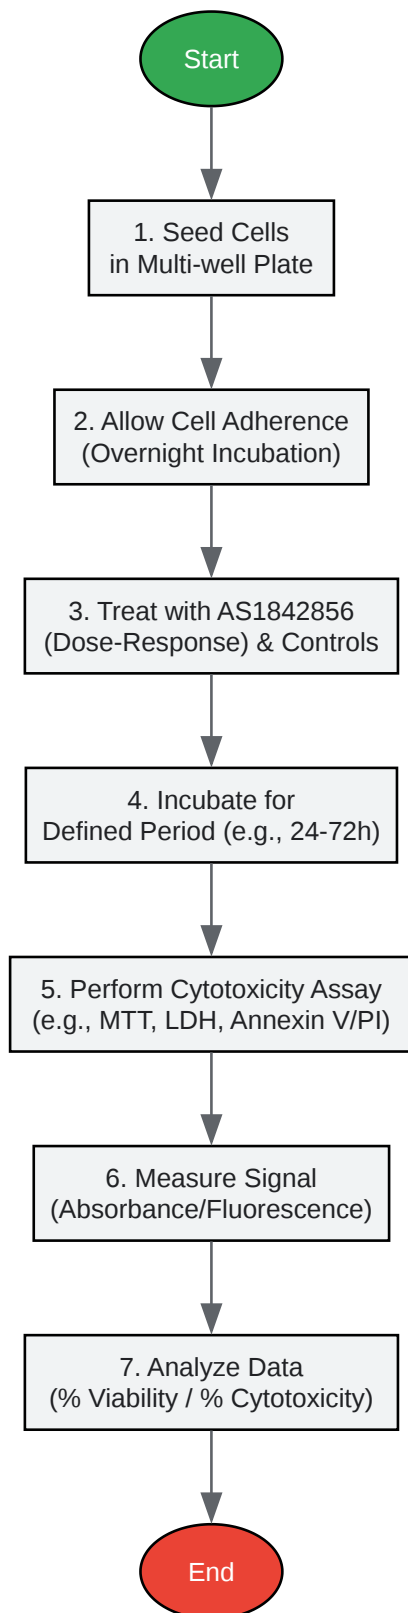 Start
1. Seed Cells
in Multi-well Plate
2. Allow Cell Adherence
(Overnight Incubation)
3. Treat with AS1842856
(Dose-Response) & Controls
4. Incubate for
Defined Period (e.g., 24-72h)
5. Perform Cytotoxicity Assay
(e.g., MTT, LDH, Annexin V/PI)
6. Measure Signal
(Absorbance/Fluorescence)
7. Analyze Data
(% Viability / % Cytotoxicity)
End